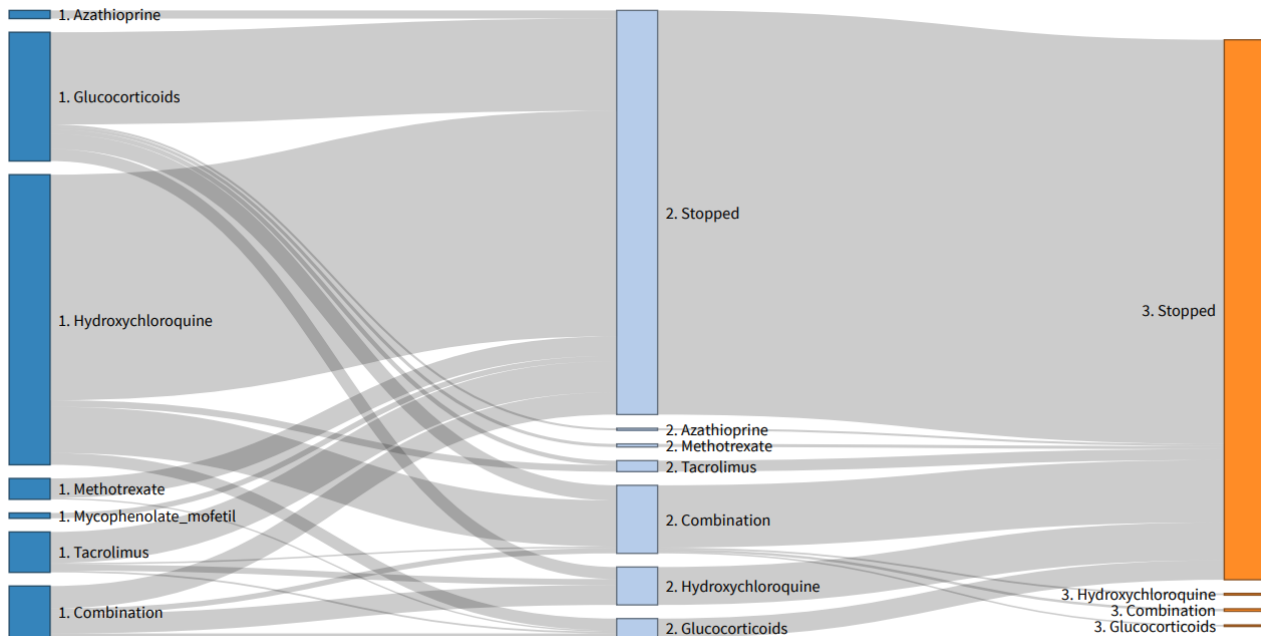 1. Azathioprine
1. Glucocorticoids
1. Hydroxychloroquine
1. Methotrexate
1. Mycophenolate_mofetil
1. Tacrolimus
1. Combination
2. Stopped
2. Azathioprine
2. Methotrexate
2. Tacrolimus
2. Combination
2. Hydroxychloroquine
2. Glucocorticoids
3. Stopped
3. Hydroxychloroquine
3. Combination
3. Glucocorticoids